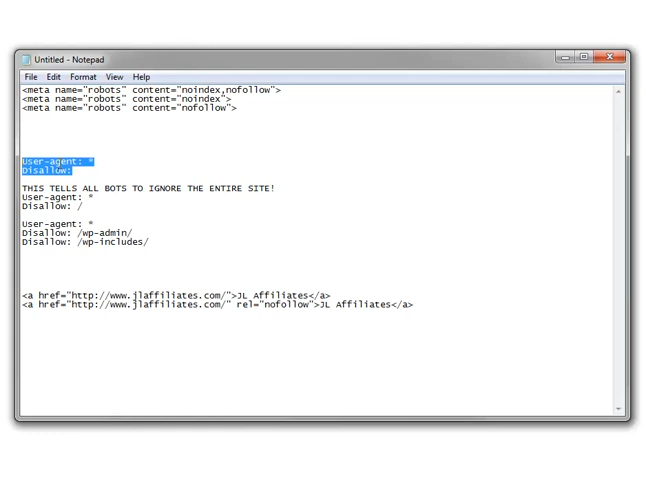 Untitled - Notepad
File Edit Format View Help
<meta name="robots" content="noindex,nofollow">
<meta name="robots" content="noindex">
<meta name="robots" content="nofollow">
User-agent: *
Disallow:
THIS TELLS ALL BOTS TO IGNORE THE ENTIRE SITE!
User-agent: *
Disallow: /
User-agent: *
Disallow: /wp-admin/
Disallow: /wp-includes/
<a href="http://www.jlaffiliates.com/">JL Affiliates</a>
<a href="http://www.jlaffiliates.com/" rel="nofollow">JL Affiliates</a>